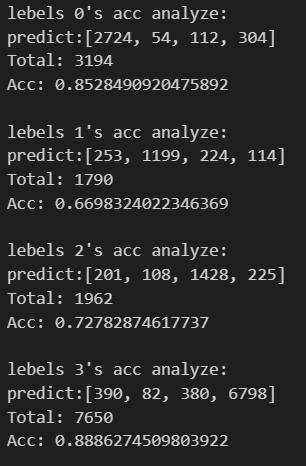 lebels 0's acc analyze:
predict:[2724, 54, 112, 304]
Total: 3194
Acc: 0.8528490920475892
lebels 1's acc analyze:
predict:[253, 1199, 224, 114]
Total: 1790
Acc: 0.6698324022346369
lebels 2's acc analyze:
predict:[201, 108, 1428, 225]
Total: 1962
Acc: 0.72782874617737
lebels 3's acc analyze:
predict:[390, 82, 380, 6798]
Total: 7650
Acc: 0.8886274509803922